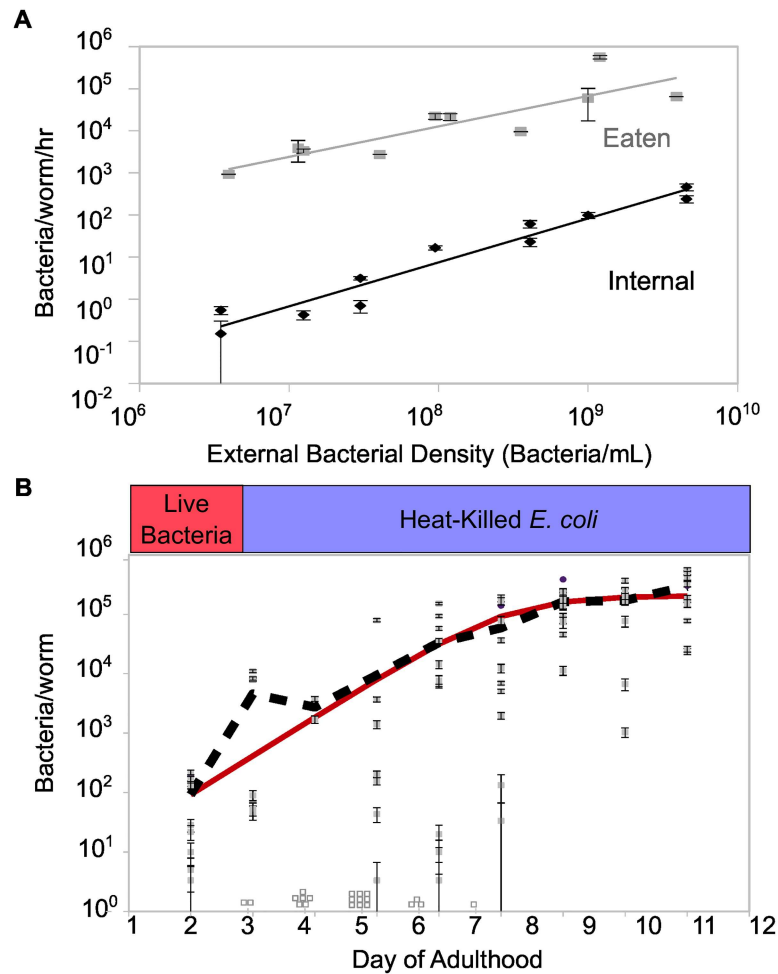 A
10^6
10^5
10^4
10^3
10^2
10^1
10^0
10^-1
10^-2
Bacteria/worm/hr
Eaten
Internal
10^6 10^7 10^8 10^9 10^10
External Bacterial Density (Bacteria/mL)
B
Live
Bacteria
Heat-Killed E. coli
10^6
10^5
10^4
10^3
10^2
10^1
10^0
Bacteria/worm
1 2 3 4 5 6 7 8 9 10 11 12
Day of Adulthood